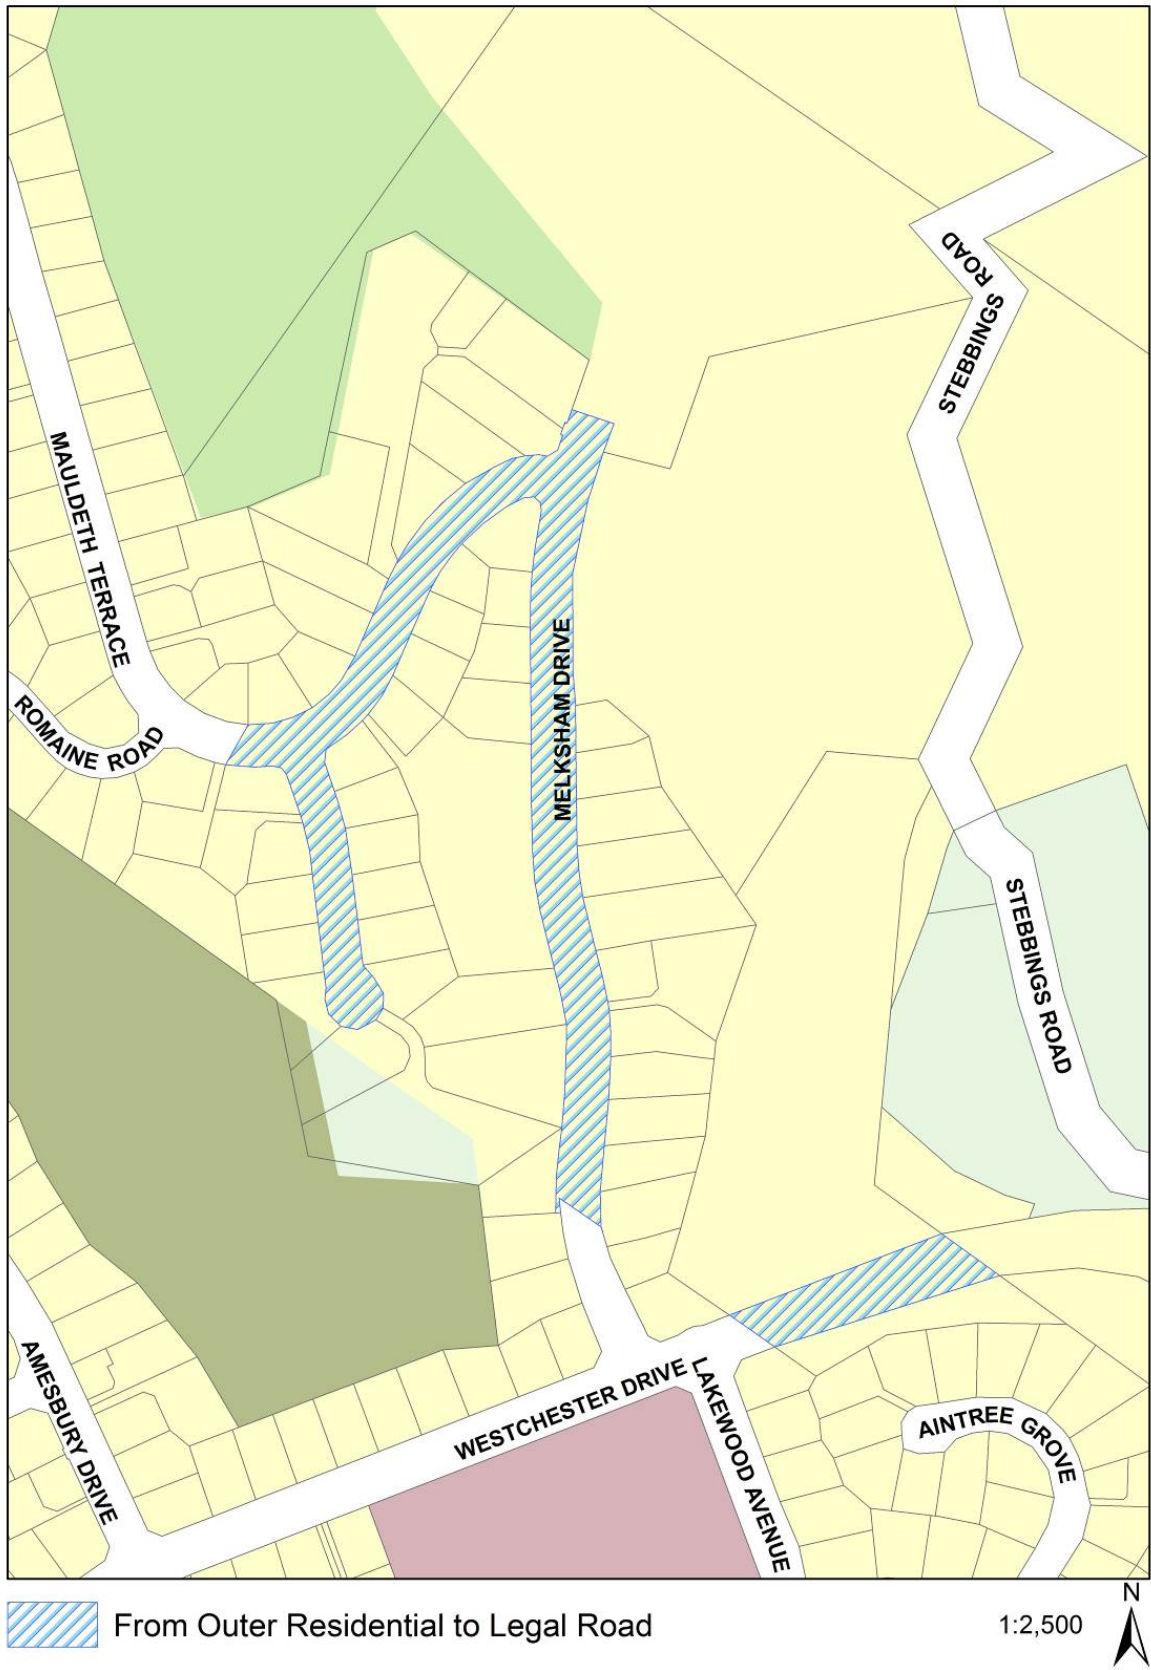 STEBBINGS
ROAD
MAULDETH TERRACE
ROMAINE ROAD
MELKSHAM DRIVE
STEBBINGS ROAD
AMESBURY DRIVE
WESTCHESTER DRIVE
LAKEWOOD AVENUE
AINTREE GROVE
From Outer Residential to Legal Road
1:2,500
N